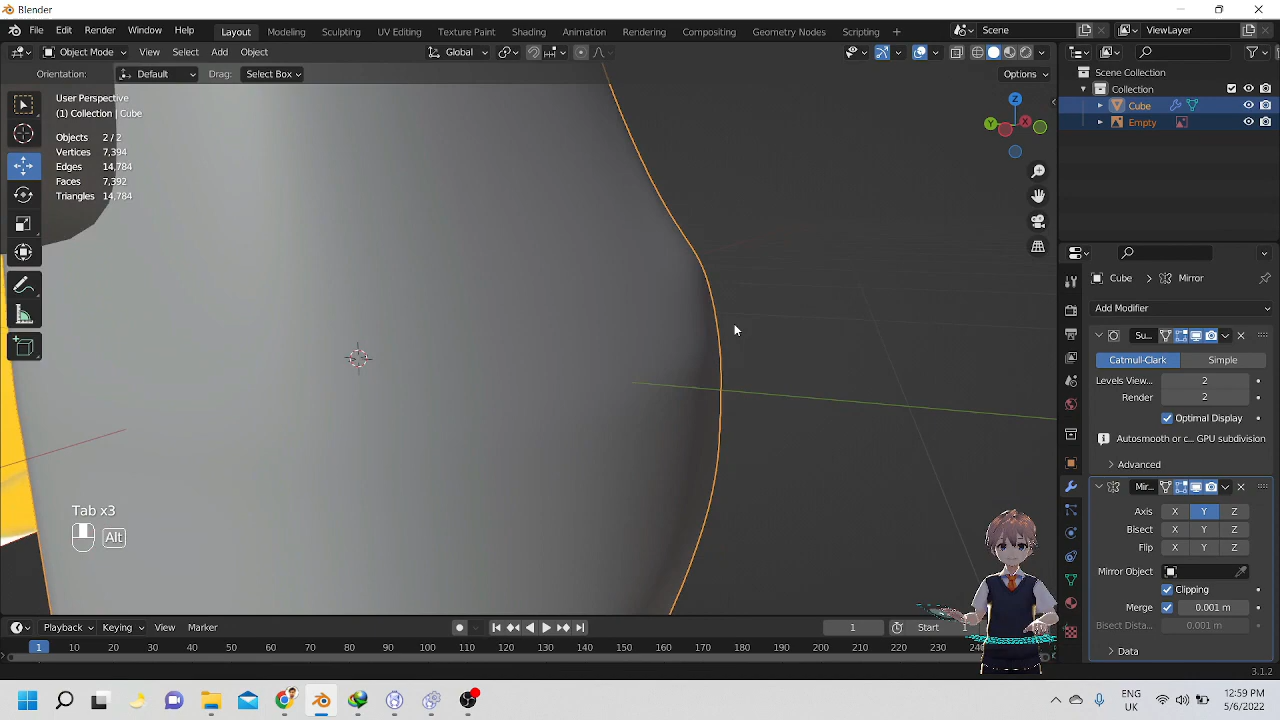 Blender
File Edit Render Window Help
Layout Modeling Sculpting UV Editing Texture Paint Shading Animation Rendering Compositing Geometry Nodes Scripting +
Scene ViewLayer
Object Mode View Select Add Object Global
Orientation: Default Drag: Select Box Options
User Perspective
(1) Collection | Cube
Objects 2 / 2
Vertices 7,394
Edges 14,784
Faces 7,392
Triangles 14,784
Z
Y X
Scene Collection
Collection
Cube
Empty
Cube > Mirror
Add Modifier
Su...
Catmull-Clark Simple
Levels View... 2
Render 2
Optimal Display
Autosmooth or c... GPU subdivision
Advanced
Mir...
Axis X Y Z
Bisect X Y Z
Flip X Y Z
Mirror Object
Clipping
Merge 0.001 m
Bisect Dista... 0.001 m
Data
Tab x3
Alt
Playback Keying View Marker 1 Start 1
1 10 20 30 40 50 60 70 80 90 100 110 120 130 140 150 160 170 180 190 200 210 220 230 240
3.1.2
ENG
UK
12:59 PM
5/6/2022